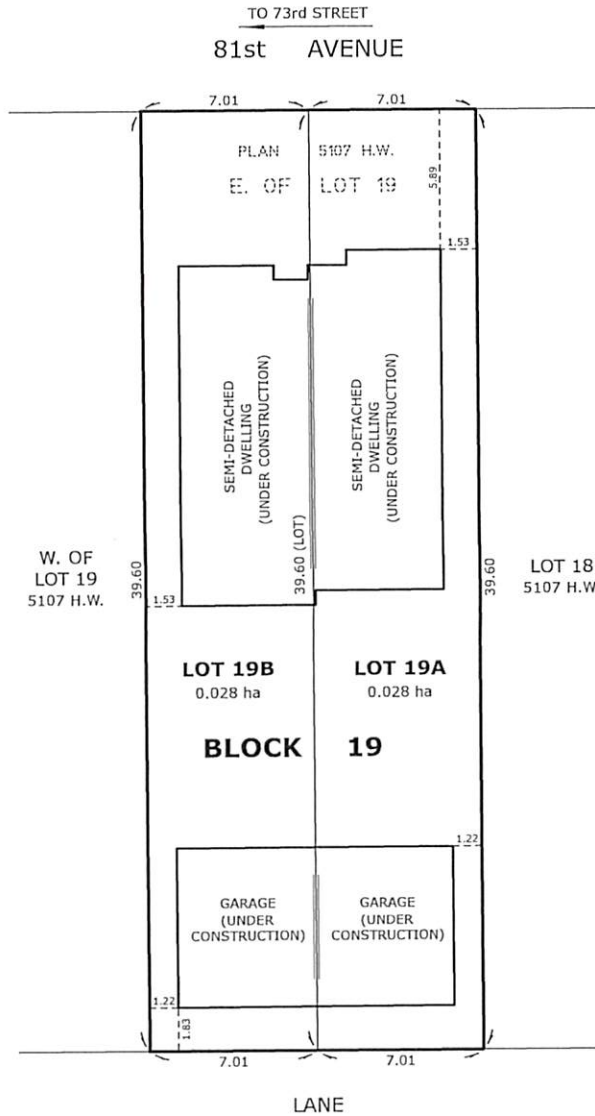 TO 73rd STREET
81st AVENUE
7.01 7.01
PLAN 5107 H.W.
E. OF LOT 19
5.89
1.53
SEMI-DETACHED
DWELLING
(UNDER CONSTRUCTION)
SEMI-DETACHED
DWELLING
(UNDER CONSTRUCTION)
39.60 (LOT)
W. OF
LOT 19
5107 H.W.
39.60
39.60
LOT 18
5107 H.W
1.53
LOT 19B
0.028 ha
LOT 19A
0.028 ha
BLOCK 19
1.22
GARAGE
(UNDER
CONSTRUCTION)
GARAGE
(UNDER
CONSTRUCTION)
1.22
1.83
7.01 7.01
LANE